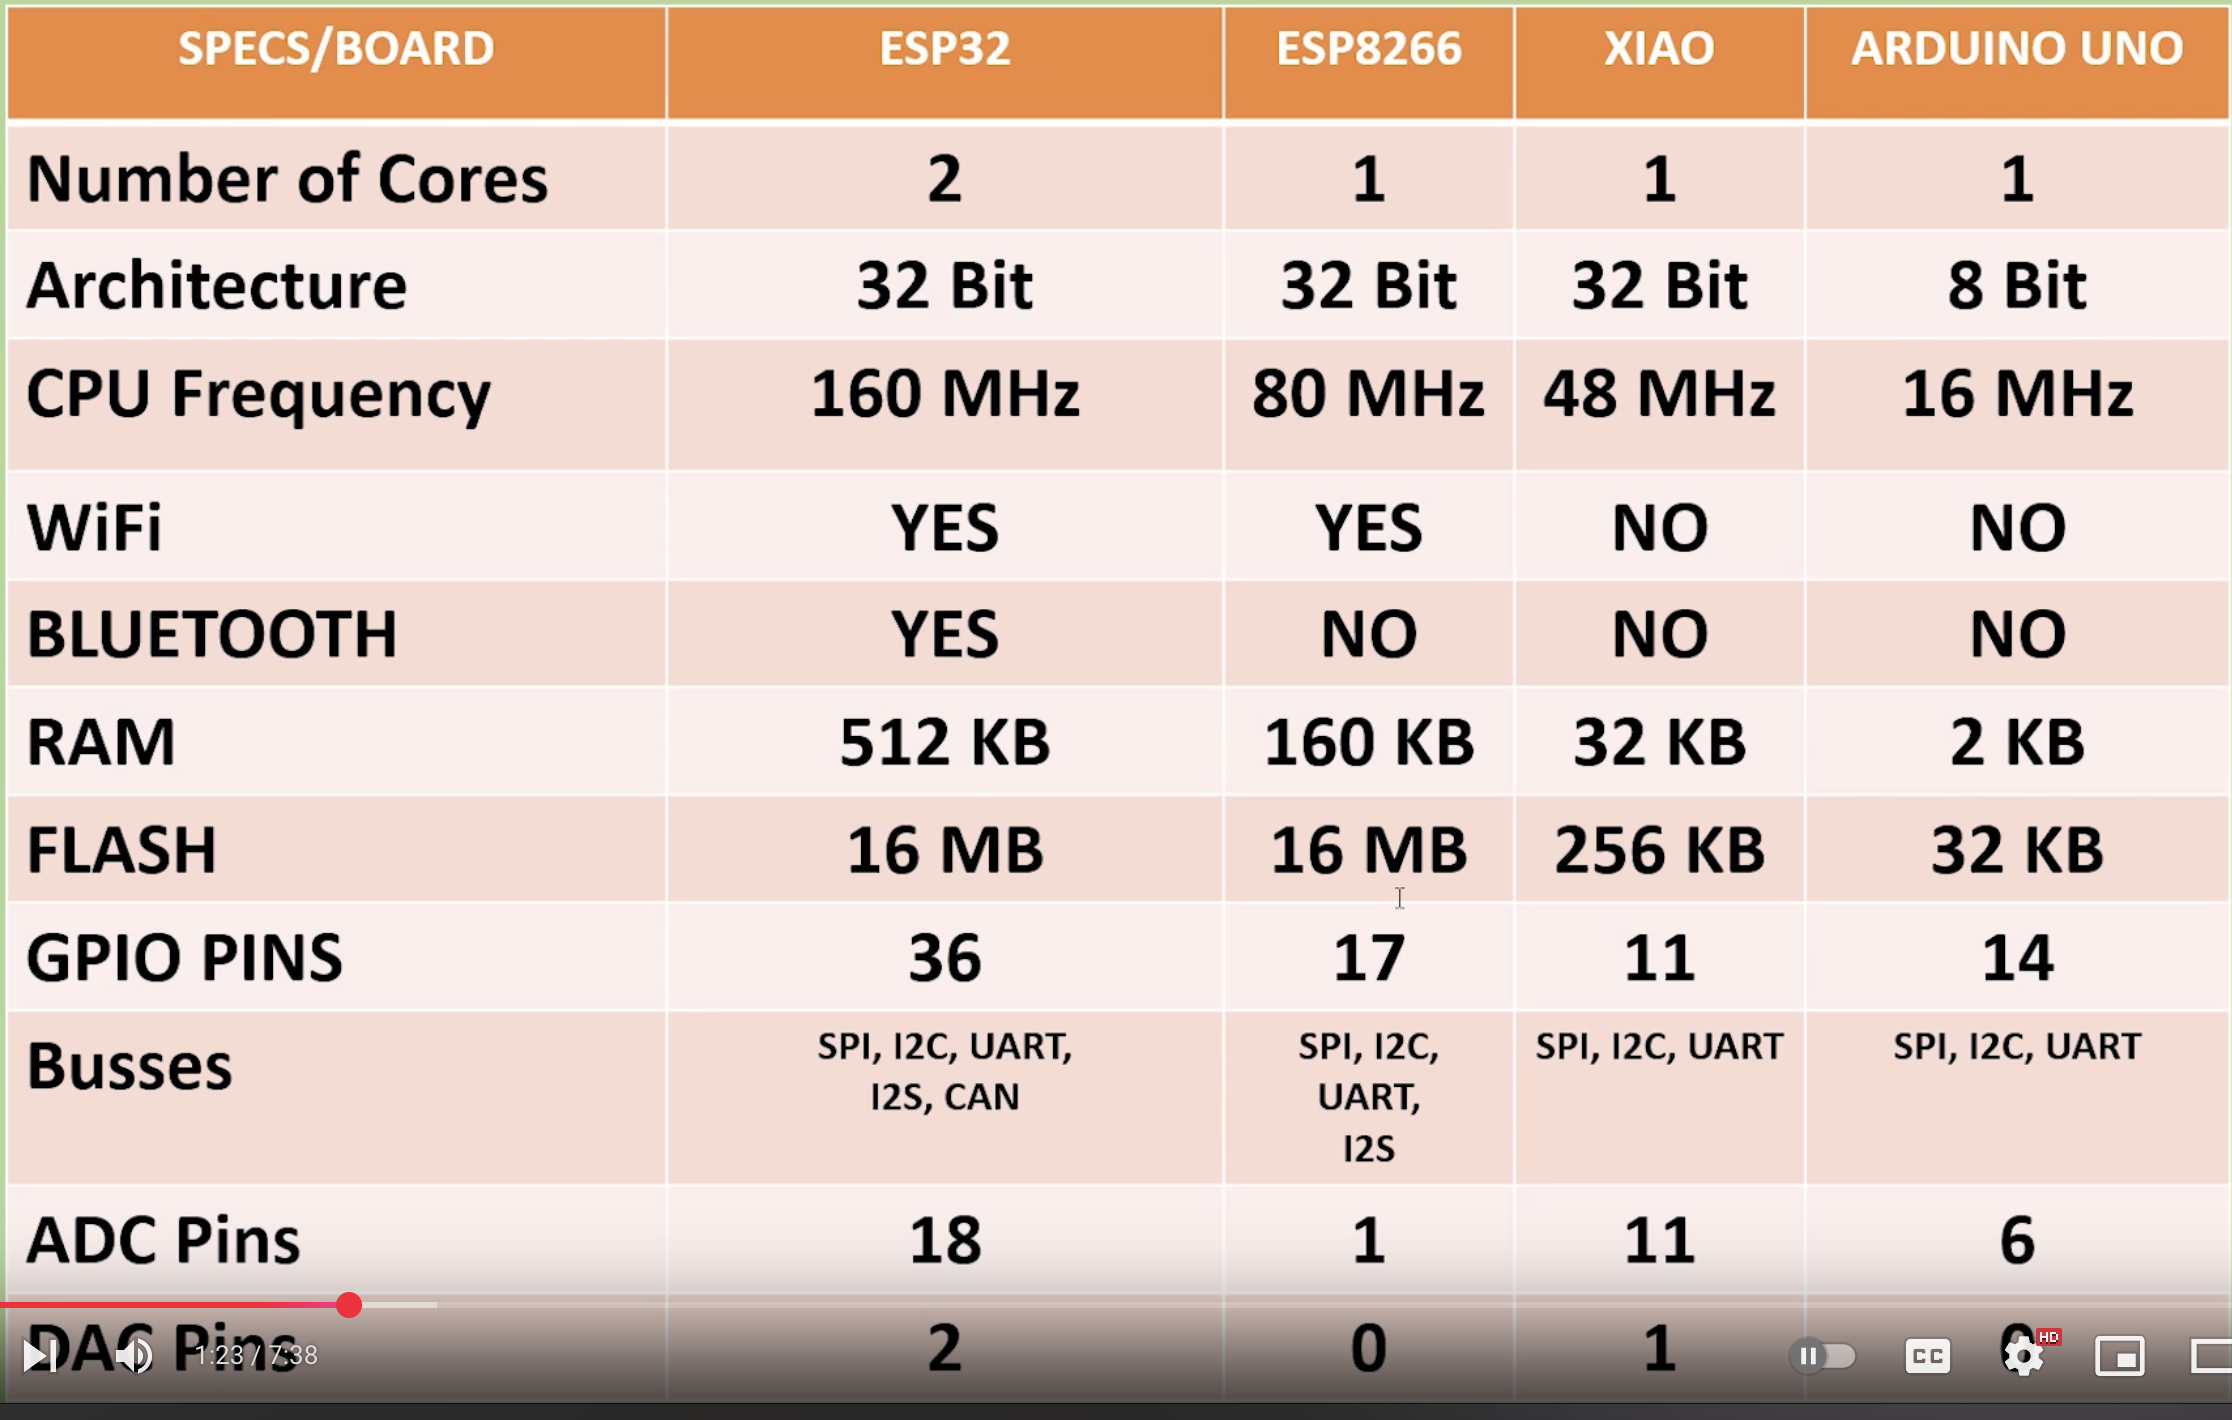 SPECS/BOARD ESP32 ESP8266 XIAO ARDUINO UNO
Number of Cores 2 1 1 1
Architecture 32 Bit 32 Bit 32 Bit 8 Bit
CPU Frequency 160 MHz 80 MHz 48 MHz 16 MHz
WiFi YES YES NO NO
BLUETOOTH YES NO NO NO
RAM 512 KB 160 KB 32 KB 2 KB
FLASH 16 MB 16 MB 256 KB 32 KB
GPIO PINS 36 17 11 14
Busses SPI, I2C, UART, SPI, I2C, SPI, I2C, UART SPI, I2C, UART
I2S, CAN UART,
I2S
ADC Pins 18 1 11 6
DAC Pins 2 0 1 0
1:23 / 7:38 CC HD